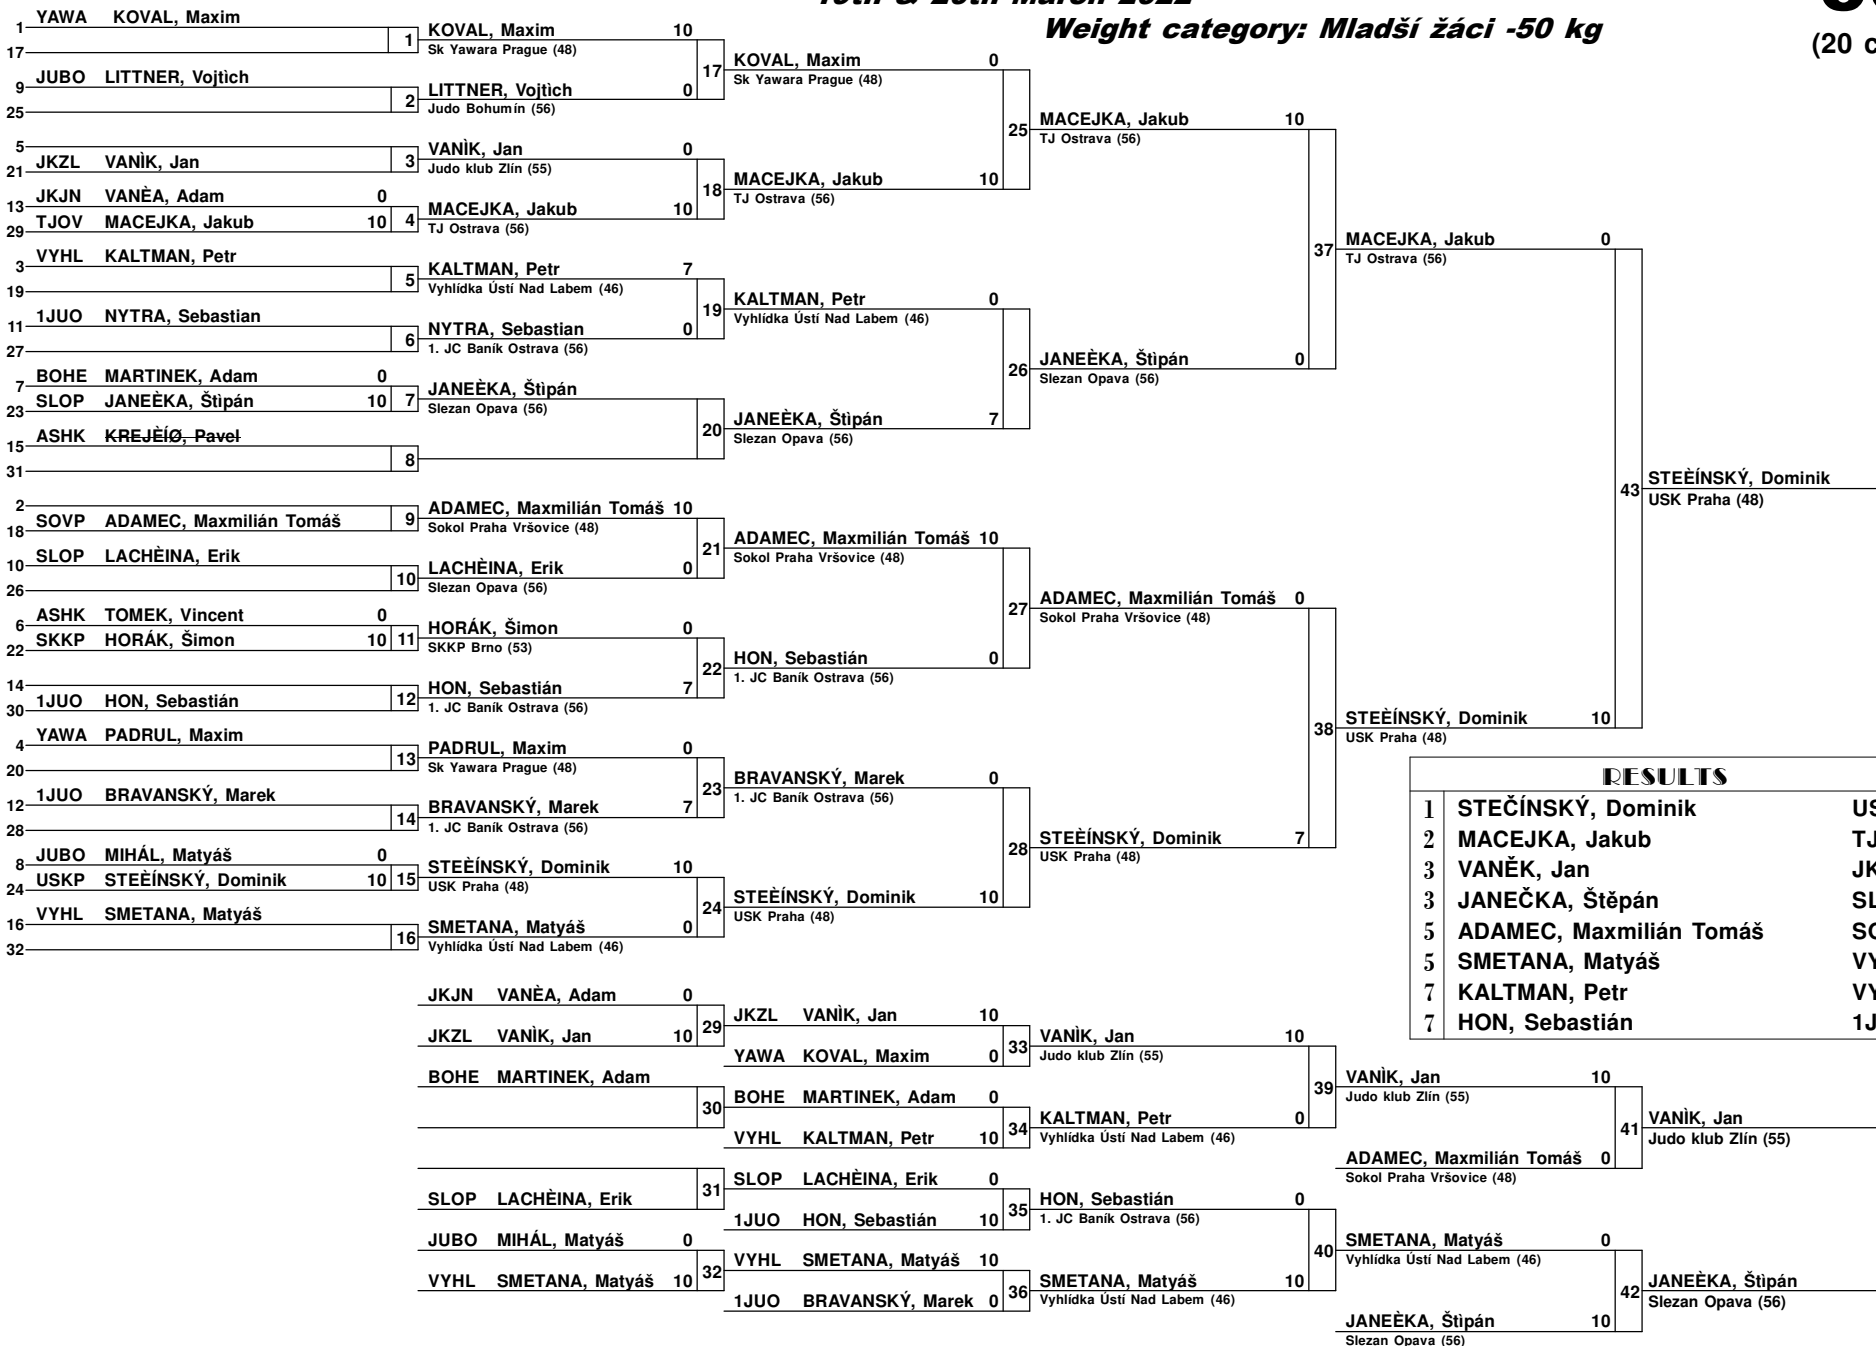 Weight category: Mladší žáci -50 kg
(20 c
1 YAWA KOVAL, Maxim
17
1
9 JUBO LITTNER, Vojtìch
25
2
5
21 JKZL VANÌK, Jan
3
13 JKJN VANÈA, Adam 0
29 TJOV MACEJKA, Jakub 10
4
3 VYHL KALTMAN, Petr
19
5
11 1JUO NYTRA, Sebastian
27
6
7 BOHE MARTINEK, Adam 0
23 SLOP JANEÈKA, Štìpán 10
7
15 ASHK KREJÈÍØ, Pavel
31
8
2
18 SOVP ADAMEC, Maxmilián Tomáš
9
10 SLOP LACHÈINA, Erik
26
10
6 ASHK TOMEK, Vincent 0
22 SKKP HORÁK, Šimon 10
11
14
30 1JUO HON, Sebastián
12
4 YAWA PADRUL, Maxim
20
13
12 1JUO BRAVANSKÝ, Marek
28
14
8 JUBO MIHÁL, Matyáš 0
24 USKP STEÈÍNSKÝ, Dominik 10
15
16 VYHL SMETANA, Matyáš
32
16
KOVAL, Maxim 10
Sk Yawara Prague (48)
17
LITTNER, Vojtìch 0
Judo Bohumín (56)
VANÌK, Jan 0
Judo klub Zlín (55)
18
MACEJKA, Jakub 10
TJ Ostrava (56)
KALTMAN, Petr 7
Vyhlídka Ústí Nad Labem (46)
19
NYTRA, Sebastian 0
1. JC Baník Ostrava (56)
JANEÈKA, Štìpán
Slezan Opava (56)
20
ADAMEC, Maxmilián Tomáš 10
Sokol Praha Vršovice (48)
21
LACHÈINA, Erik 0
Slezan Opava (56)
HORÁK, Šimon 0
SKKP Brno (53)
22
HON, Sebastián 7
1. JC Baník Ostrava (56)
PADRUL, Maxim 0
Sk Yawara Prague (48)
23
BRAVANSKÝ, Marek 7
1. JC Baník Ostrava (56)
STEÈÍNSKÝ, Dominik 10
USK Praha (48)
24
SMETANA, Matyáš 0
Vyhlídka Ústí Nad Labem (46)
KOVAL, Maxim 0
Sk Yawara Prague (48)
25
MACEJKA, Jakub 10
TJ Ostrava (56)
KALTMAN, Petr 0
Vyhlídka Ústí Nad Labem (46)
26
JANEÈKA, Štìpán 7
Slezan Opava (56)
ADAMEC, Maxmilián Tomáš 10
Sokol Praha Vršovice (48)
27
HON, Sebastián 0
1. JC Baník Ostrava (56)
BRAVANSKÝ, Marek 0
1. JC Baník Ostrava (56)
28
STEÈÍNSKÝ, Dominik 10
USK Praha (48)
MACEJKA, Jakub 10
TJ Ostrava (56)
37
JANEÈKA, Štìpán 0
Slezan Opava (56)
ADAMEC, Maxmilián Tomáš 0
Sokol Praha Vršovice (48)
38
STEÈÍNSKÝ, Dominik 7
USK Praha (48)
MACEJKA, Jakub 0
TJ Ostrava (56)
43
STEÈÍNSKÝ, Dominik 10
USK Praha (48)
STEÈÍNSKÝ, Dominik
USK Praha (48)
RESULTS
1 STEČÍNSKÝ, Dominik US
2 MACEJKA, Jakub TJ
3 VANĚK, Jan JK
3 JANEČKA, Štěpán SL
5 ADAMEC, Maxmilián Tomáš SO
5 SMETANA, Matyáš VY
7 KALTMAN, Petr VY
7 HON, Sebastián 1J
JKJN VANÈA, Adam 0
29
JKZL VANÌK, Jan 10
BOHE MARTINEK, Adam
30
31
SLOP LACHÈINA, Erik
JUBO MIHÁL, Matyáš 0
32
VYHL SMETANA, Matyáš 10
JKZL VANÌK, Jan 10
33
YAWA KOVAL, Maxim 0
BOHE MARTINEK, Adam 0
34
VYHL KALTMAN, Petr 10
SLOP LACHÈINA, Erik 0
35
1JUO HON, Sebastián 10
VYHL SMETANA, Matyáš 10
36
1JUO BRAVANSKÝ, Marek 0
VANÌK, Jan 10
Judo klub Zlín (55)
39
KALTMAN, Petr 0
Vyhlídka Ústí Nad Labem (46)
HON, Sebastián 0
1. JC Baník Ostrava (56)
40
SMETANA, Matyáš 10
Vyhlídka Ústí Nad Labem (46)
VANÌK, Jan 10
Judo klub Zlín (55)
41
ADAMEC, Maxmilián Tomáš 0
Sokol Praha Vršovice (48)
SMETANA, Matyáš 0
Vyhlídka Ústí Nad Labem (46)
42
JANEÈKA, Štìpán 10
Slezan Opava (56)
VANÌK, Jan
Judo klub Zlín (55)
JANEÈKA, Štìpán
Slezan Opava (56)